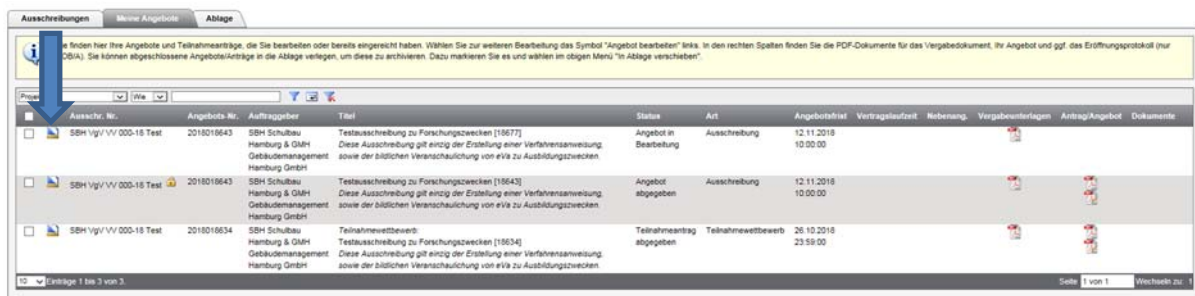 Ausschreibungen Meine Angebote Ablage
e finden hier Ihre Angebote und Teilnahmeanträge, die Sie bearbeiten oder bereits eingereicht haben. Wählen Sie zur weiteren Bearbeitung das Symbol "Angebot bearbeiten" links. In den rechten Spalten finden Sie die PDF-Dokumente für das Vergabedokument, Ihr Angebot und ggf. das Eröffnungsprotokoll (nur
OB/A). Sie können abgeschlossene Angebote/Anträge in die Ablage verlegen, um diese zu archivieren. Dazu markieren Sie es und wählen im obigen Menü "In Ablage verschieben".
Wie
Ausschr. Nr. Angebots-Nr. Auftraggeber Titel Status Art Angebotsfrist Vertragslaufzeit Nebenang. Vergabeunterlagen Antrag/Angebot Dokumente
SBH VgV VV 000-18 Test 2018018643 SBH Schulbau Testausschreibung zu Forschungszwecken [18677] Angebot in Ausschreibung 12.11.2018
Hamburg & GMH Diese Ausschreibung gilt einzig der Erstellung einer Verfahrensanweisung, Bearbeitung 10:00:00
Gebäudemanagement sowie der bildlichen Veranschaulichung von eVa zu Ausbildungszwecken.
Hamburg GmbH
SBH VgV VV 000-18 Test 2018018643 SBH Schulbau Testausschreibung zu Forschungszwecken [18643] Angebot Ausschreibung 12.11.2018
Hamburg & GMH Diese Ausschreibung gilt einzig der Erstellung einer Verfahrensanweisung, abgegeben 10:00:00
Gebäudemanagement sowie der bildlichen Veranschaulichung von eVa zu Ausbildungszwecken.
Hamburg GmbH
SBH VgV VV 000-18 Test 2018018634 SBH Schulbau Teilnahmewettbewerb: Teilnahmeantrag Teilnahmewettbewerb 26.10.2018
Hamburg & GMH Testausschreibung zu Forschungszwecken [18634] abgegeben 23:59:00
Gebäudemanagement Diese Ausschreibung gilt einzig der Erstellung einer Verfahrensanweisung,
Hamburg GmbH sowie der bildlichen Veranschaulichung von eVa zu Ausbildungszwecken.
10 Einträge 1 bis 3 von 3. Seite 1 von 1 Wechseln zu: 1